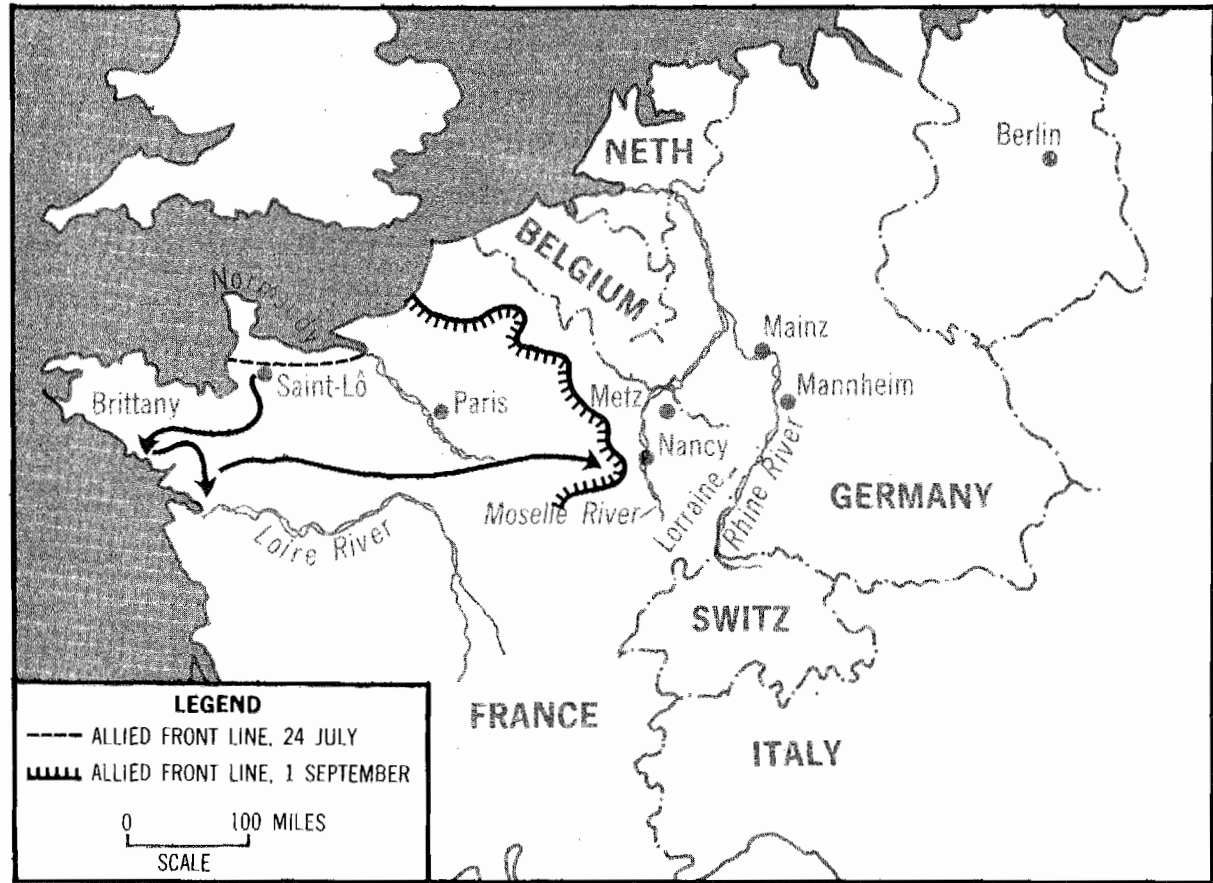 NETH
Berlin
BELGIUM
Normandy
Mainz
Saint-Lô
Mannheim
Brittany
Paris
Metz
Nancy
GERMANY
Moselle River
Lorraine
Rhine River
Loire River
SWITZ
FRANCE
ITALY
LEGEND
ALLIED FRONT LINE, 24 JULY
ALLIED FRONT LINE, 1 SEPTEMBER
0 100 MILES
SCALE